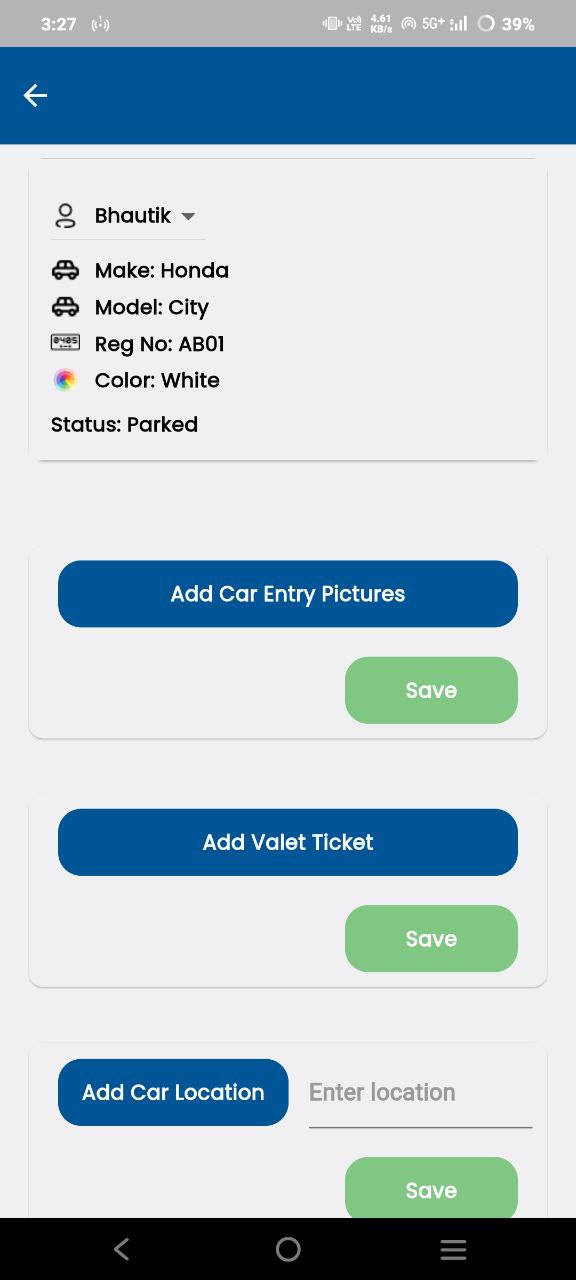 3:27 Vo) LTE 4.61 KB/s 5G+ 39%
Bhautik
Make: Honda
Model: City
0405 Reg No: AB01
Color: White
Status: Parked
Add Car Entry Pictures
Save
Add Valet Ticket
Save
Add Car Location Enter location
Save